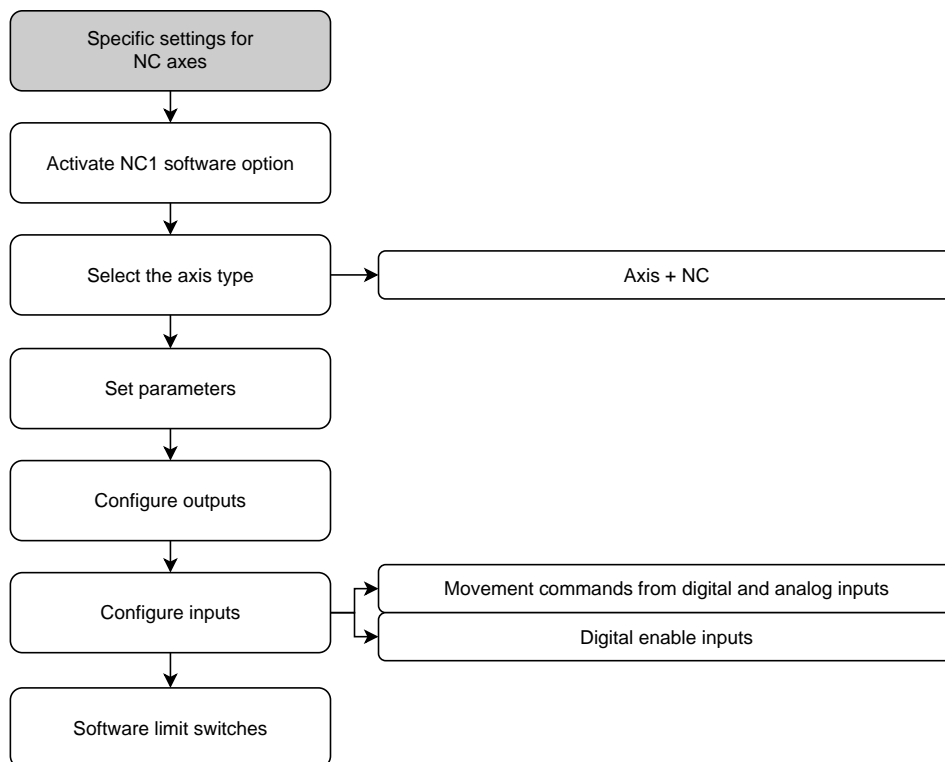 Specific settings for
NC axes
Activate NC1 software option
Select the axis type
Axis + NC
Set parameters
Configure outputs
Configure inputs
Movement commands from digital and analog inputs
Digital enable inputs
Software limit switches